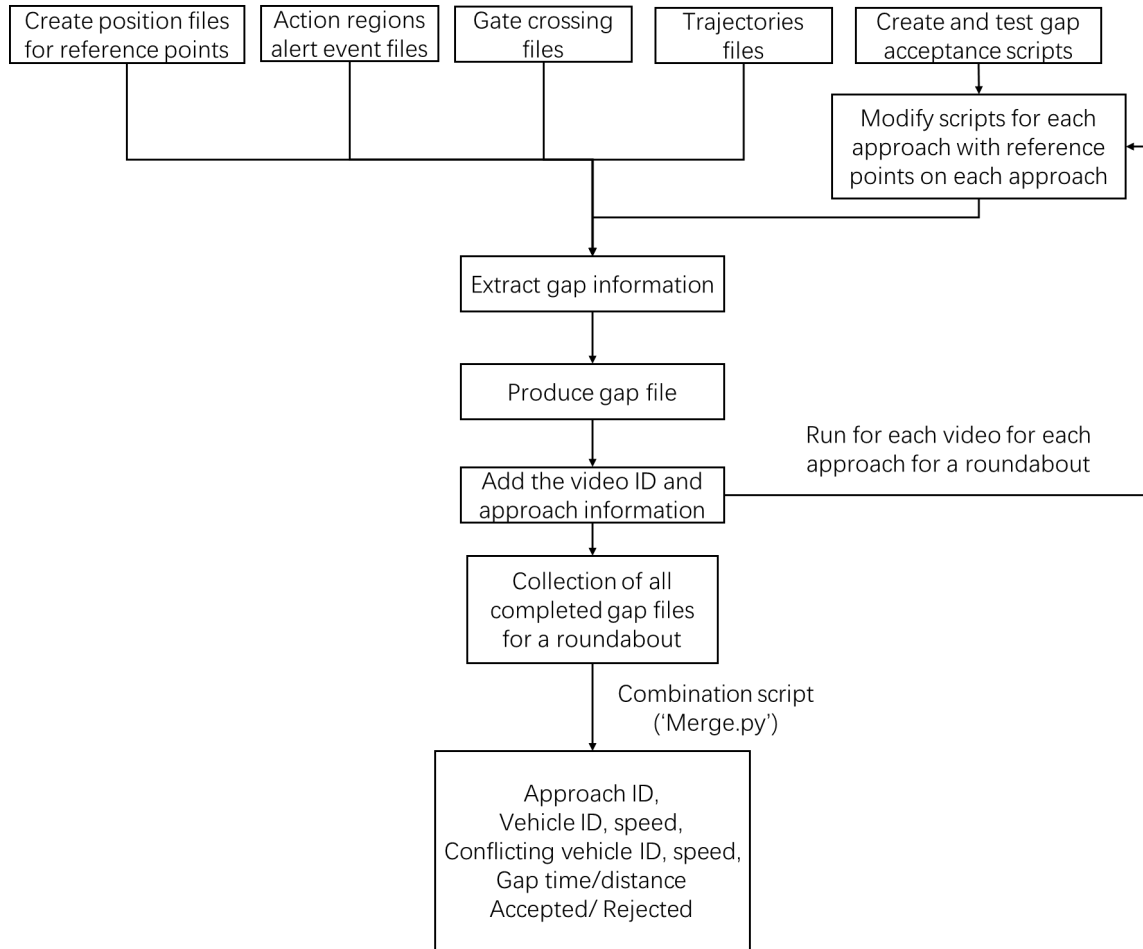 Create position files
for reference points
Action regions
alert event files
Gate crossing
files
Trajectories
files
Create and test gap
acceptance scripts
Modify scripts for each
approach with reference
points on each approach
Extract gap information
Produce gap file
Run for each video for each
approach for a roundabout
Add the video ID and
approach information
Collection of all
completed gap files
for a roundabout
Combination script
(‘Merge.py’)
Approach ID,
Vehicle ID, speed,
Conflicting vehicle ID, speed,
Gap time/distance
Accepted/ Rejected